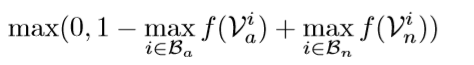 max(0, 1 − max_{i∈ℬ_a} f(𝒱_a^i) + max_{i∈ℬ_n} f(𝒱_n^i))